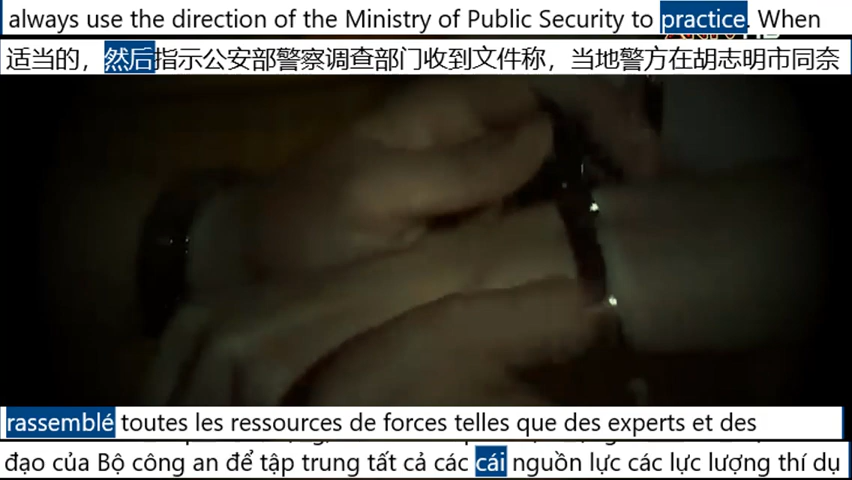 always use the direction of the Ministry of Public Security to practice. When
适当的，然后指示公安部警察调查部门收到文件称，当地警方在胡志明市同奈
rassemblé toutes les ressources de forces telles que des experts et des
đạo của Bộ công an để tập trung tất cả các cái nguồn lực các lực lượng thí dụ